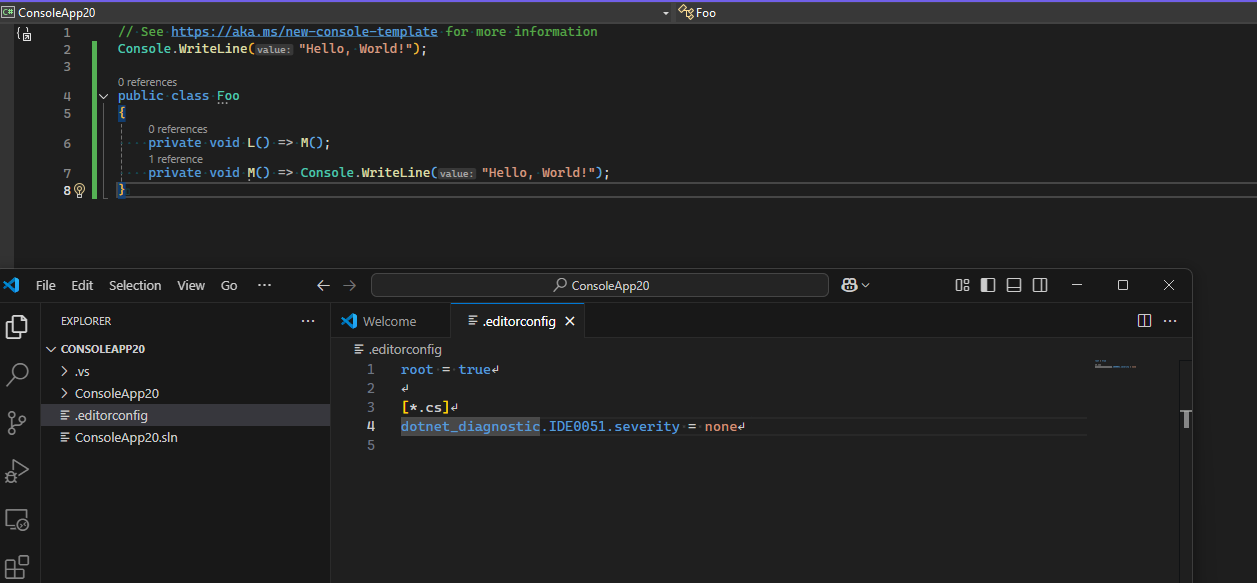 C# ConsoleApp20 Foo
1 // See https://aka.ms/new-console-template for more information
2 Console.WriteLine(value: "Hello, World!");
3
0 references
4 public class Foo
5 {
0 references
6 private void L() => M();
1 reference
7 private void M() => Console.WriteLine(value: "Hello, World!");
8 }
File Edit Selection View Go ··· ConsoleApp20
EXPLORER ···
CONSOLEAPP20
.vs
ConsoleApp20
.editorconfig
ConsoleApp20.sln
Welcome .editorconfig
.editorconfig
1 root = true
2
3 [*.cs]
4 dotnet_diagnostic.IDE0051.severity = none
5